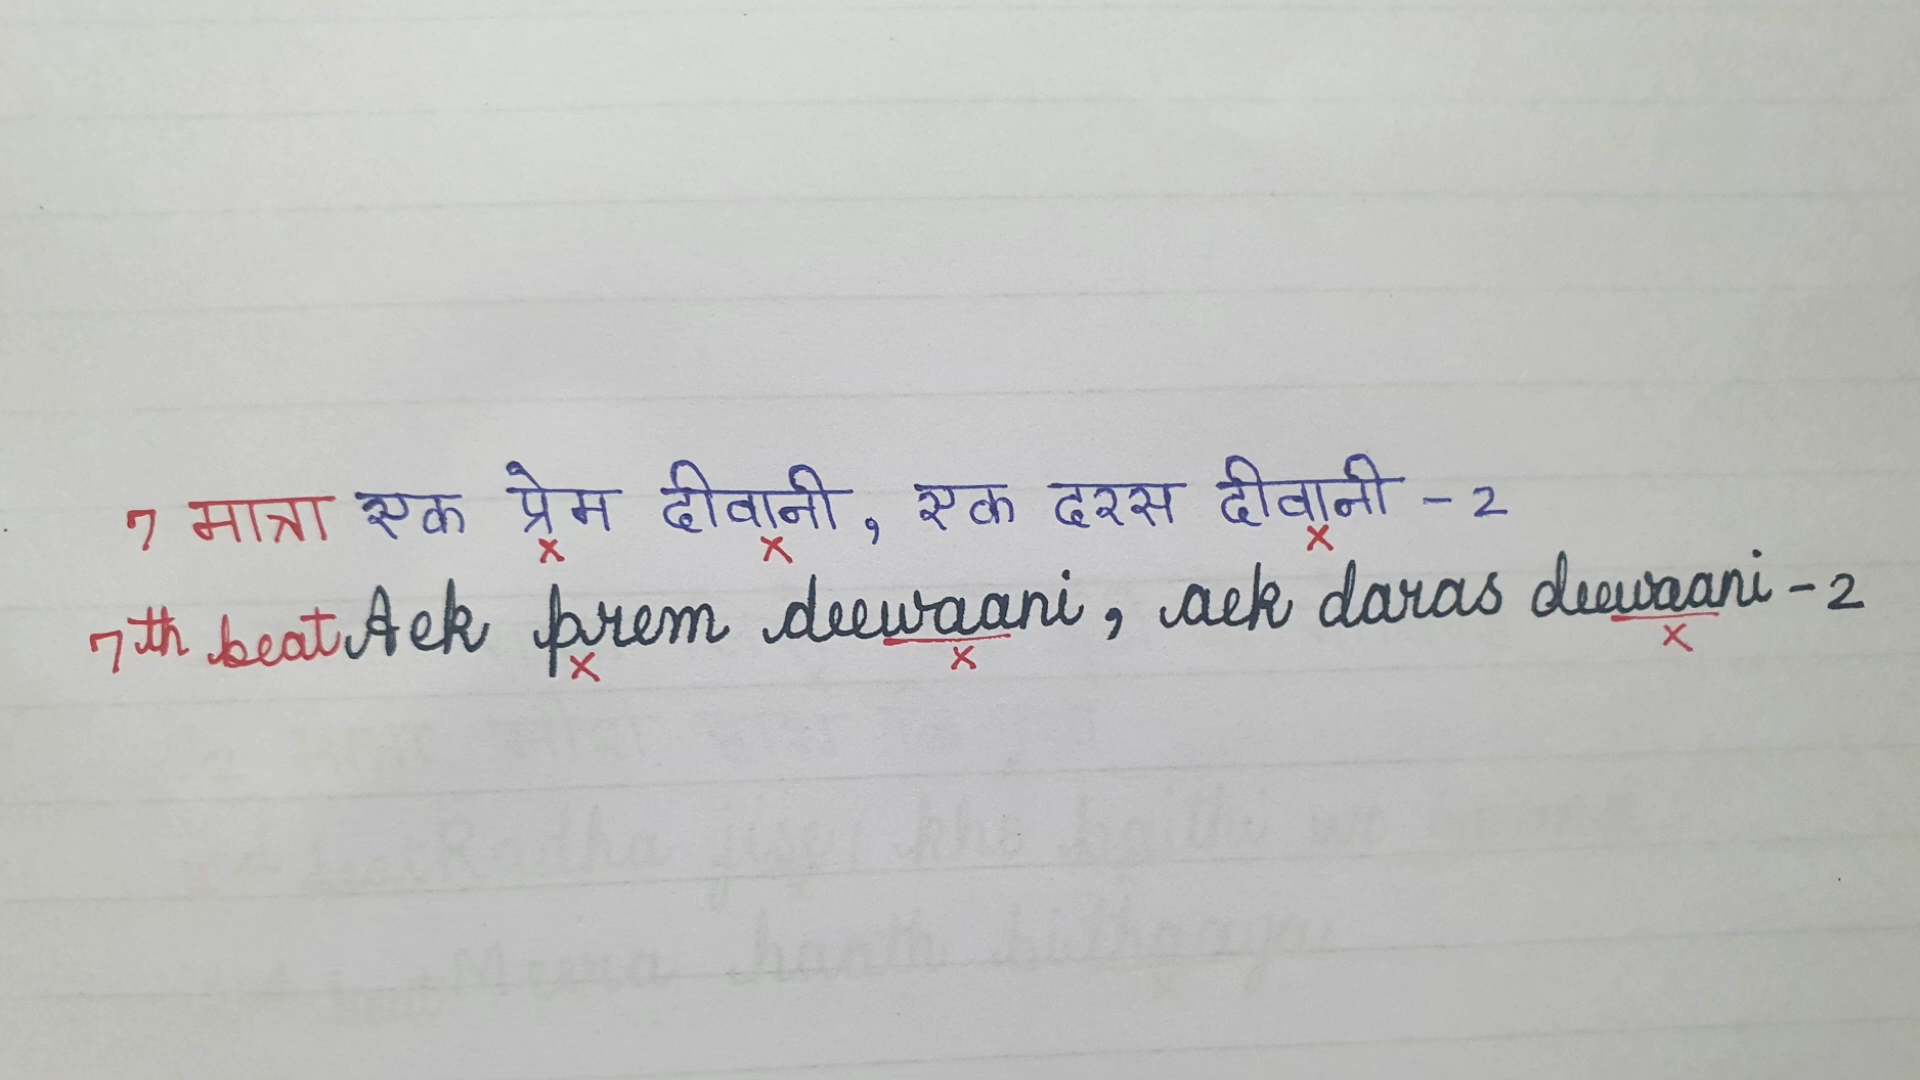 7 मात्रा एक प्रेम दीवानी, एक दरस दीवानी - 2
x x x
7th beat Aek prem deewaani, aek daras deewaani - 2
x x x